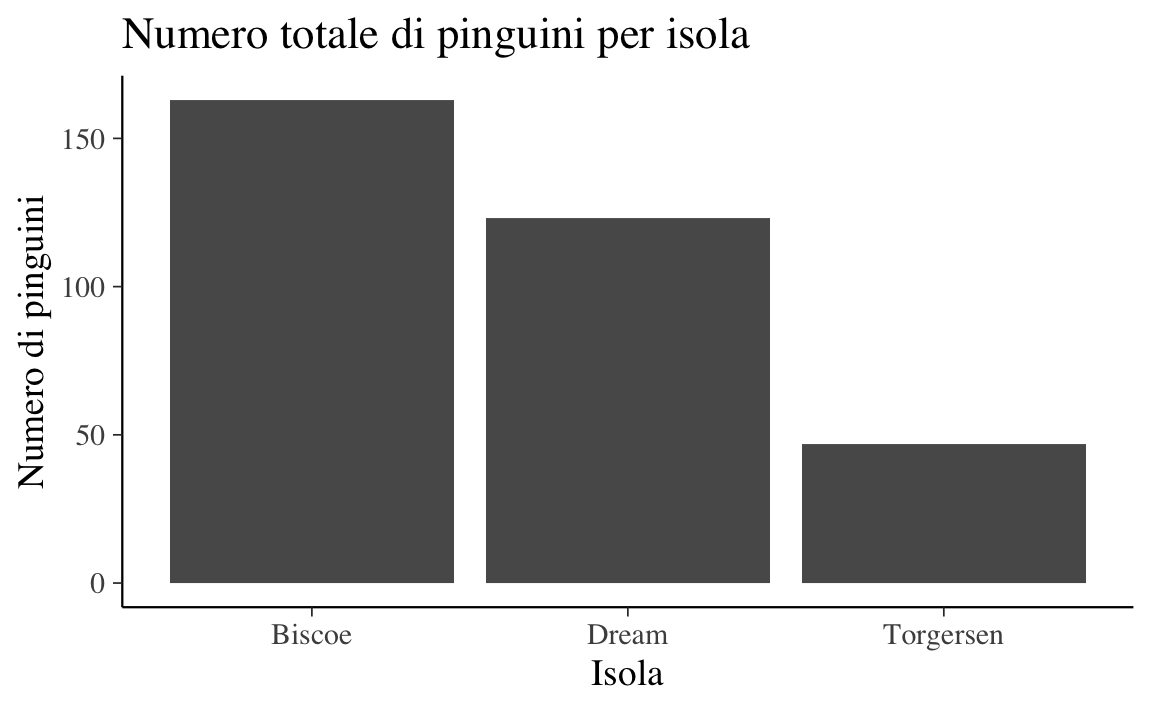 Numero totale di pinguini per isola
Numero di pinguini
150
100
50
0
Biscoe
Dream
Torgersen
Isola